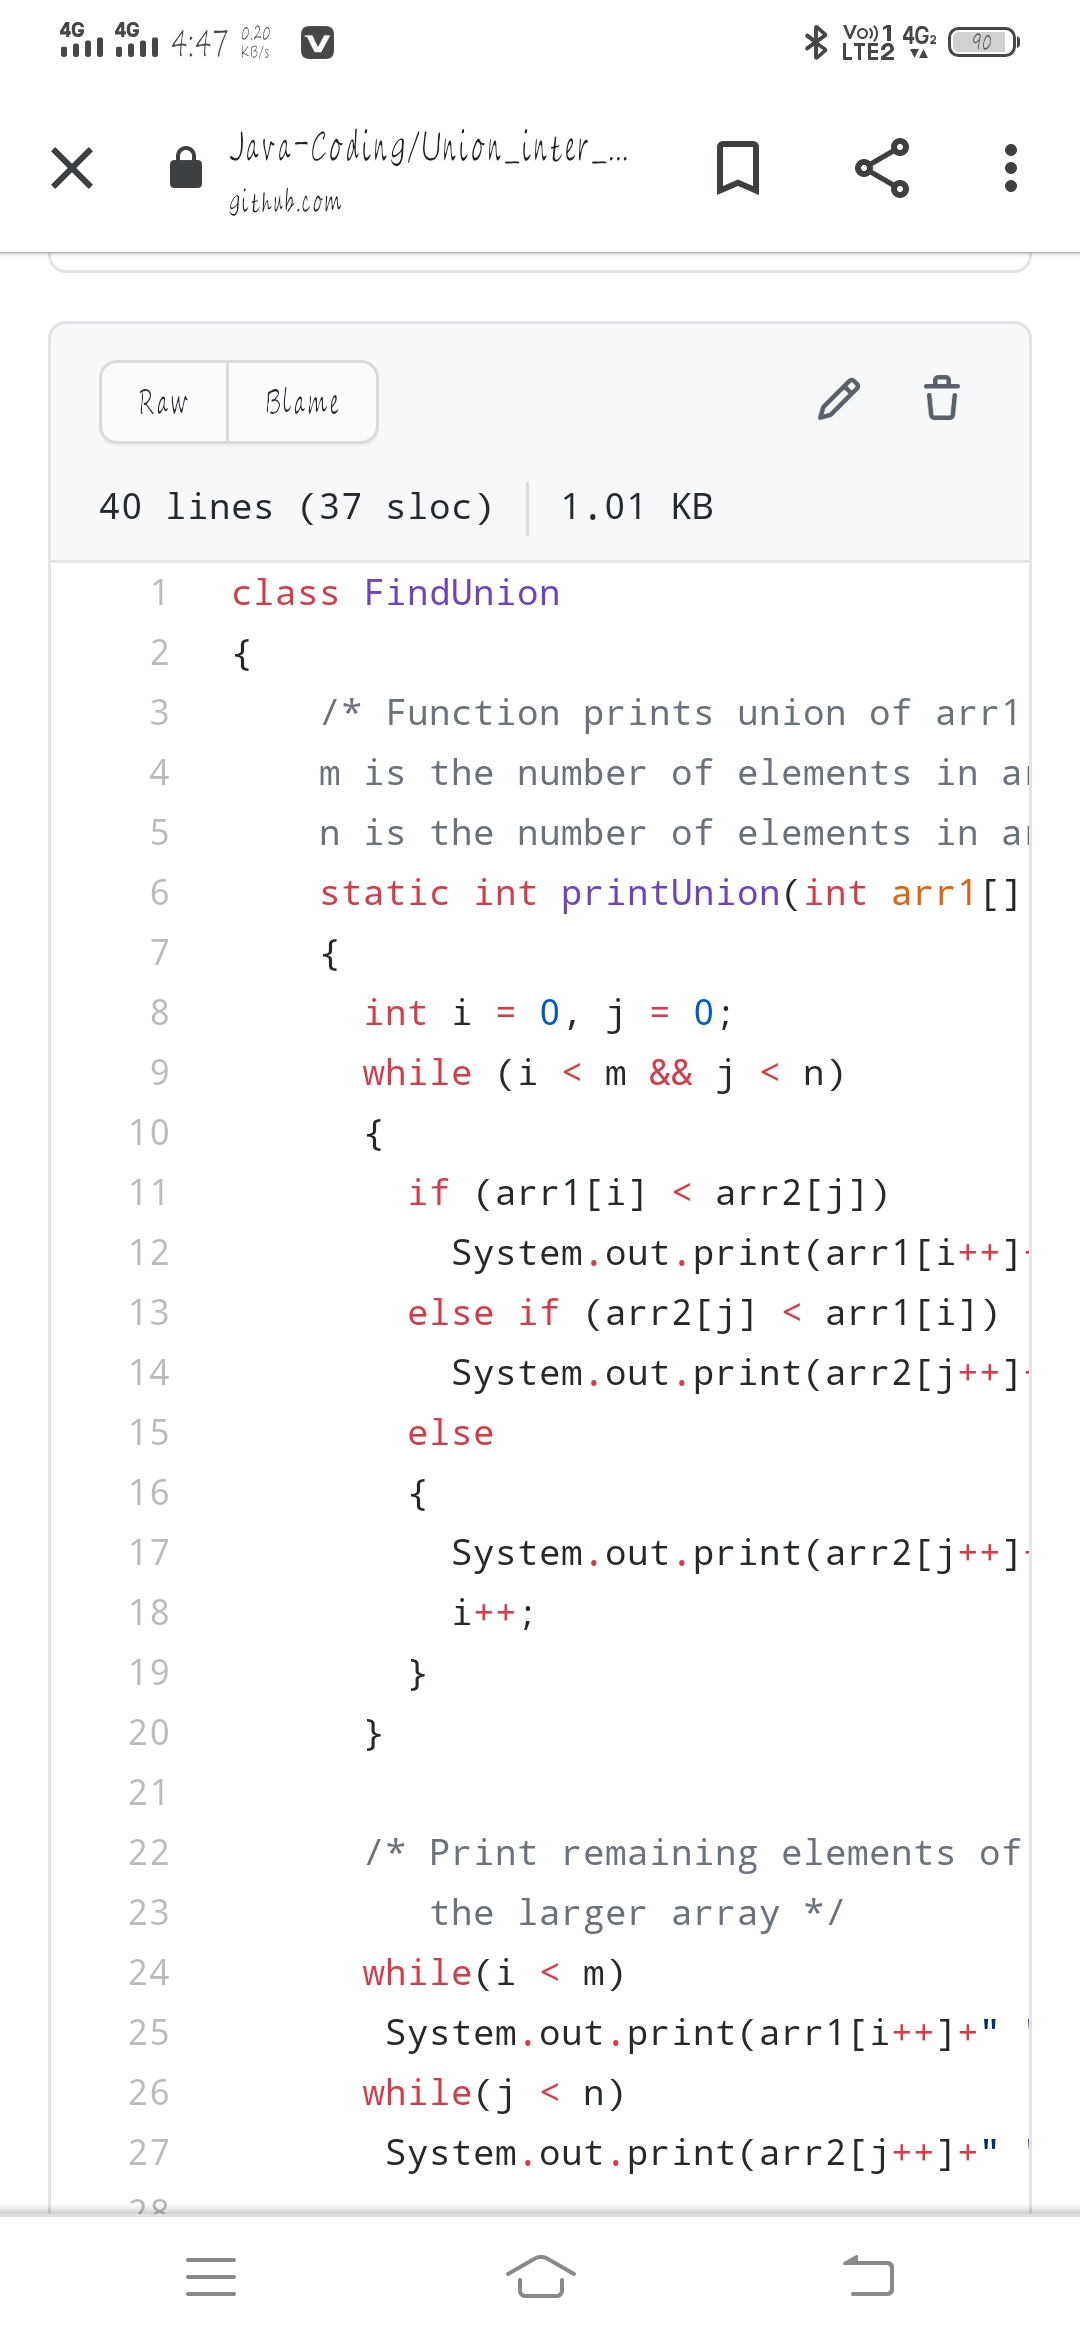 4G 4G 4:47 0.20 KB/s V Vo)) 1 LTE2 4G2 90
Java-Coding/Union_inter_...
github.com
Raw Blame
40 lines (37 sloc) 1.01 KB
1 class FindUnion
2 {
3 /* Function prints union of arr1
4 m is the number of elements in
5 n is the number of elements in
6 static int printUnion(int arr1[]
7 {
8 int i = 0, j = 0;
9 while (i < m && j < n)
10 {
11 if (arr1[i] < arr2[j])
12 System.out.print(arr1[i++]
13 else if (arr2[j] < arr1[i])
14 System.out.print(arr2[j++]
15 else
16 {
17 System.out.print(arr2[j++]
18 i++;
19 }
20 }
21
22 /* Print remaining elements of
23 the larger array */
24 while(i < m)
25 System.out.print(arr1[i++]+" 
26 while(j < n)
27 System.out.print(arr2[j++]+" 
28